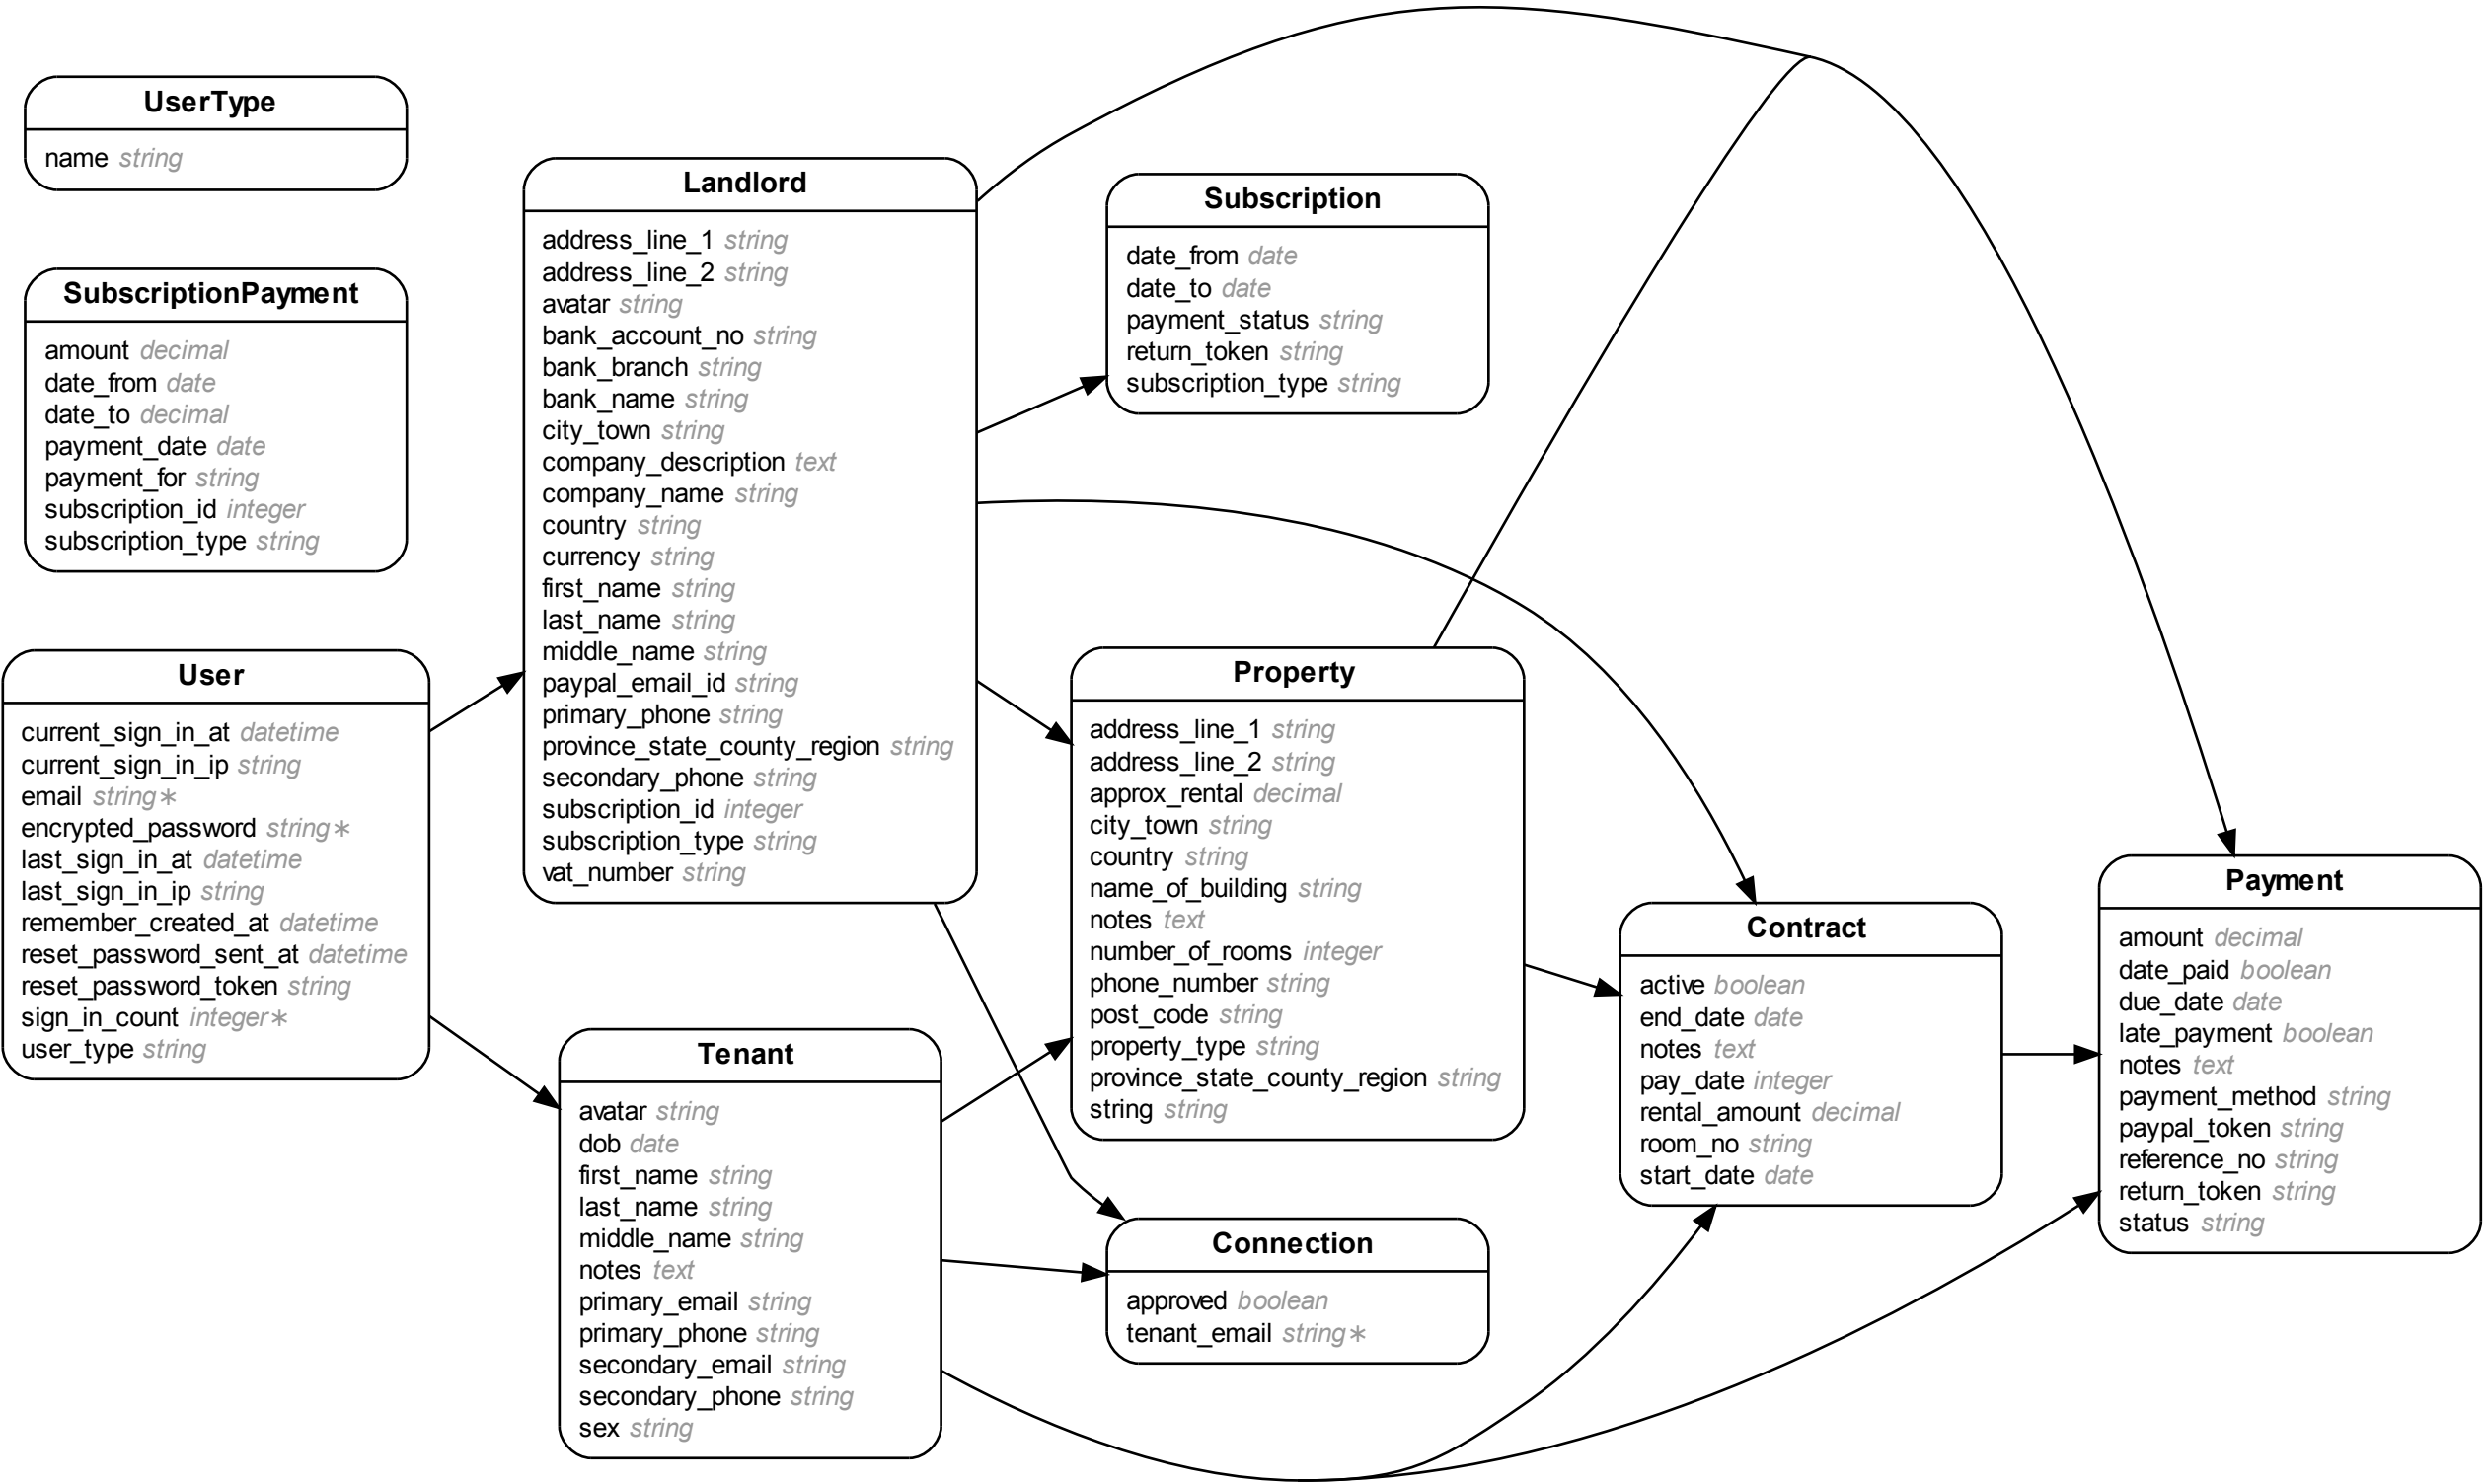 UserType
name string
SubscriptionPayment
amount decimal
date_from date
date_to decimal
payment_date date
payment_for string
subscription_id integer
subscription_type string
User
current_sign_in_at datetime
current_sign_in_ip string
email string*
encrypted_password string*
last_sign_in_at datetime
last_sign_in_ip string
remember_created_at datetime
reset_password_sent_at datetime
reset_password_token string
sign_in_count integer*
user_type string
Landlord
address_line_1 string
address_line_2 string
avatar string
bank_account_no string
bank_branch string
bank_name string
city_town string
company_description text
company_name string
country string
currency string
first_name string
last_name string
middle_name string
paypal_email_id string
primary_phone string
province_state_county_region string
secondary_phone string
subscription_id integer
subscription_type string
vat_number string
Tenant
avatar string
dob date
first_name string
last_name string
middle_name string
notes text
primary_email string
primary_phone string
secondary_email string
secondary_phone string
sex string
Subscription
date_from date
date_to date
payment_status string
return_token string
subscription_type string
Property
address_line_1 string
address_line_2 string
approx_rental decimal
city_town string
country string
name_of_building string
notes text
number_of_rooms integer
phone_number string
post_code string
property_type string
province_state_county_region string
string string
Connection
approved boolean
tenant_email string*
Contract
active boolean
end_date date
notes text
pay_date integer
rental_amount decimal
room_no string
start_date date
Payment
amount decimal
date_paid boolean
due_date date
late_payment boolean
notes text
payment_method string
paypal_token string
reference_no string
return_token string
status string